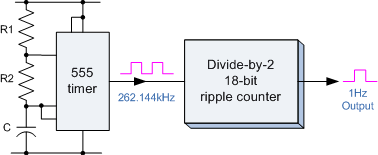 R1
R2
C
555
timer
262.144kHz
Divide-by-2
18-bit
ripple counter
1Hz
Output